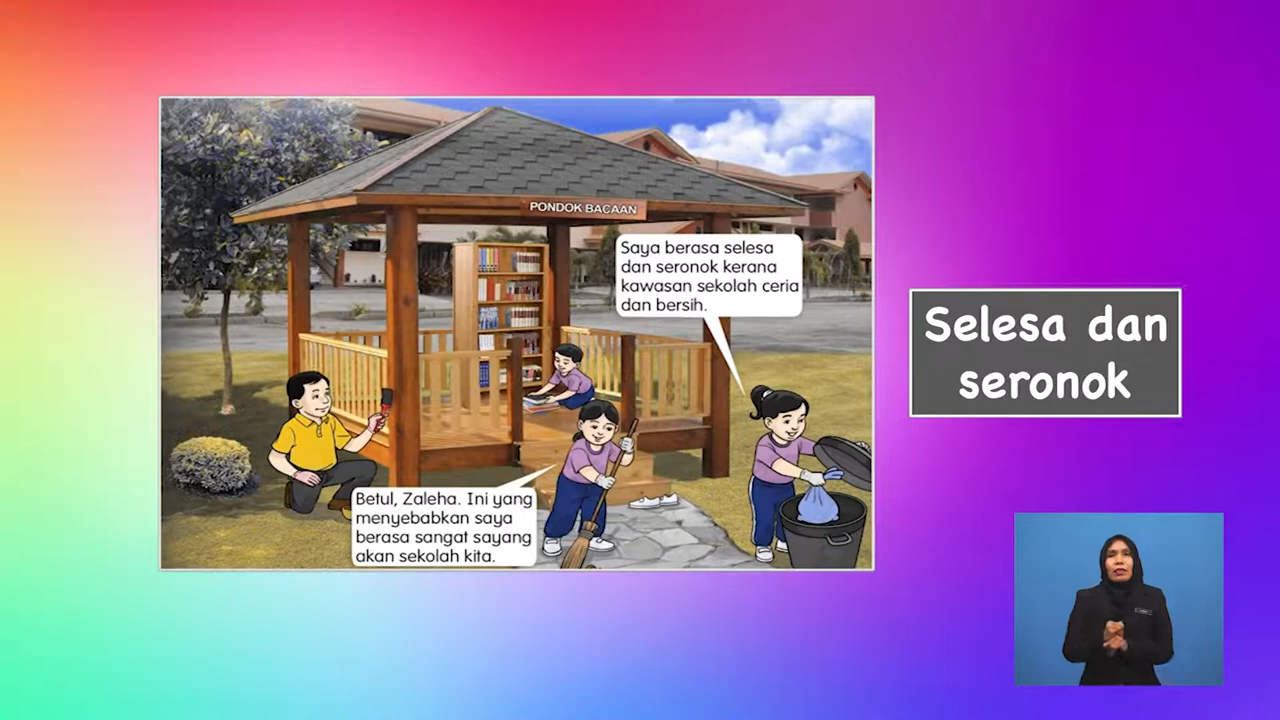 PONDOK BACAAN
Saya berasa selesa
dan seronok kerana
kawasan sekolah ceria
dan bersih.
Betul, Zaleha. Ini yang
menyebabkan saya
berasa sangat sayang
akan sekolah kita.
Selesa dan
seronok